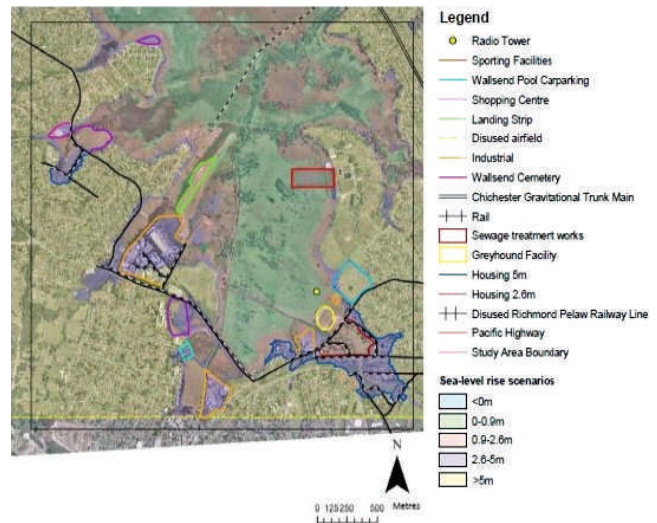 Legend
Radio Tower
Sporting Facilities
Wallsend Pool Carparking
Shopping Centre
Landing Strip
Disused airfield
Industrial
Wallsend Cemetery
Chichester Gravitational Trunk Main
Rail
Sewage treatmemt works
Greyhound Facility
Housing 5m
Housing 2.6m
Disused Richmond Pelaw Railway Line
Pacific Highway
Study Area Boundary
Sea-level rise scenarios
<0m
0-0.9m
0.9-2.6m
2.6-5m
>5m
N
0 125250 500 Metres